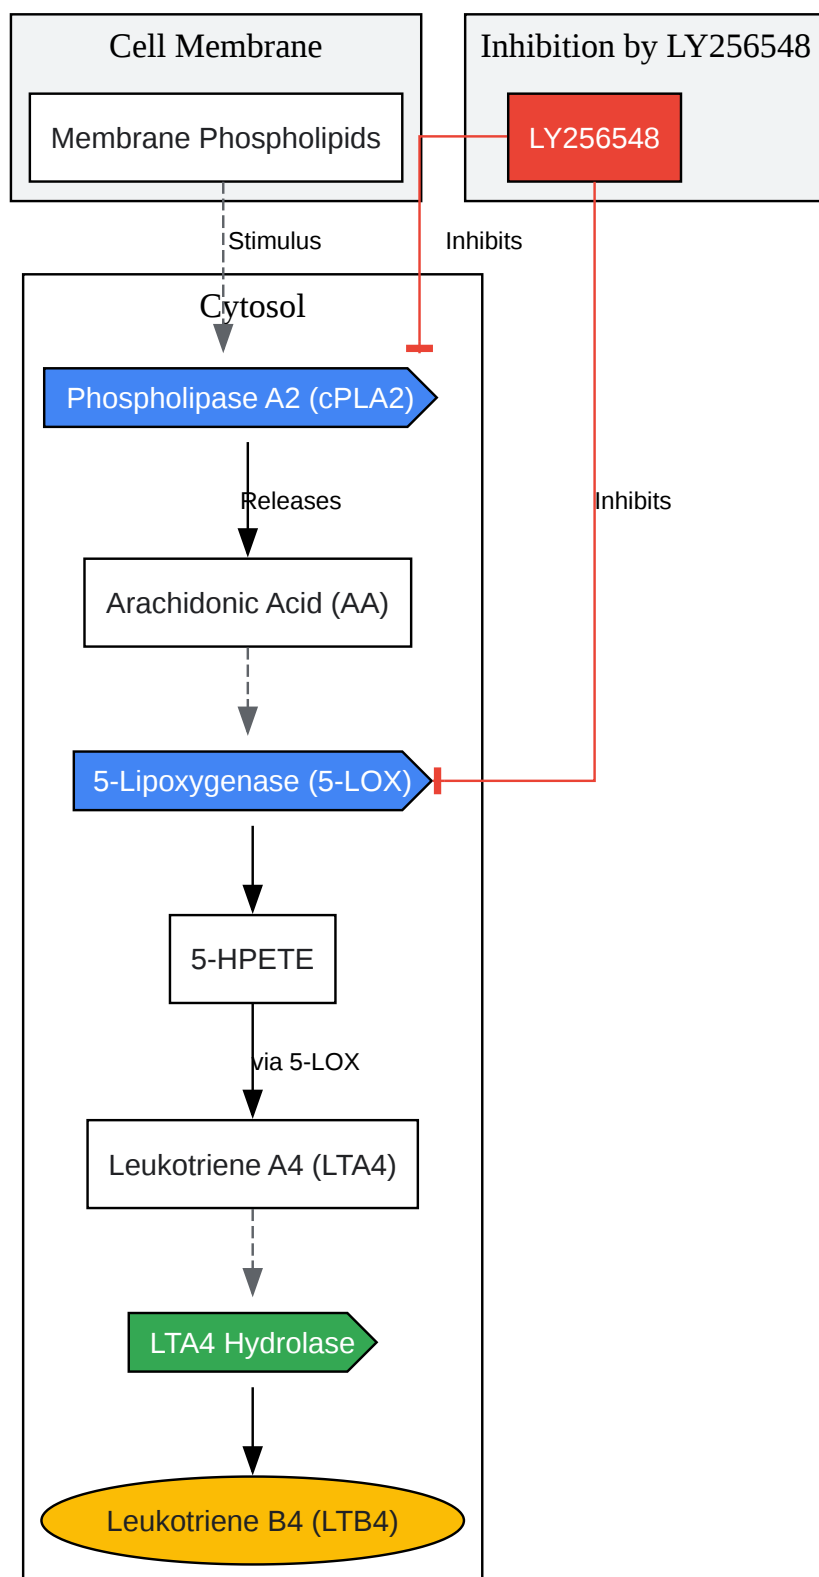 Cell Membrane
Inhibition by LY256548
Membrane Phospholipids
LY256548
Stimulus
Inhibits
Cytosol
Phospholipase A2 (cPLA2)
Releases
Inhibits
Arachidonic Acid (AA)
5-Lipoxygenase (5-LOX)
5-HPETE
via 5-LOX
Leukotriene A4 (LTA4)
LTA4 Hydrolase
Leukotriene B4 (LTB4)